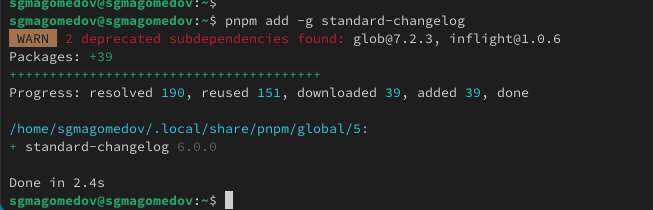 sgmagomedov@sgmagomedov:~$
sgmagomedov@sgmagomedov:~$ pnpm add -g standard-changelog
WARN 2 deprecated subdependencies found: glob@7.2.3, inflight@1.0.6
Packages: +39
+++++++++++++++++++++++++++++++++++++++
Progress: resolved 190, reused 151, downloaded 39, added 39, done
/home/sgmagomedov/.local/share/pnpm/global/5:
+ standard-changelog 6.0.0
Done in 2.4s
sgmagomedov@sgmagomedov:~$